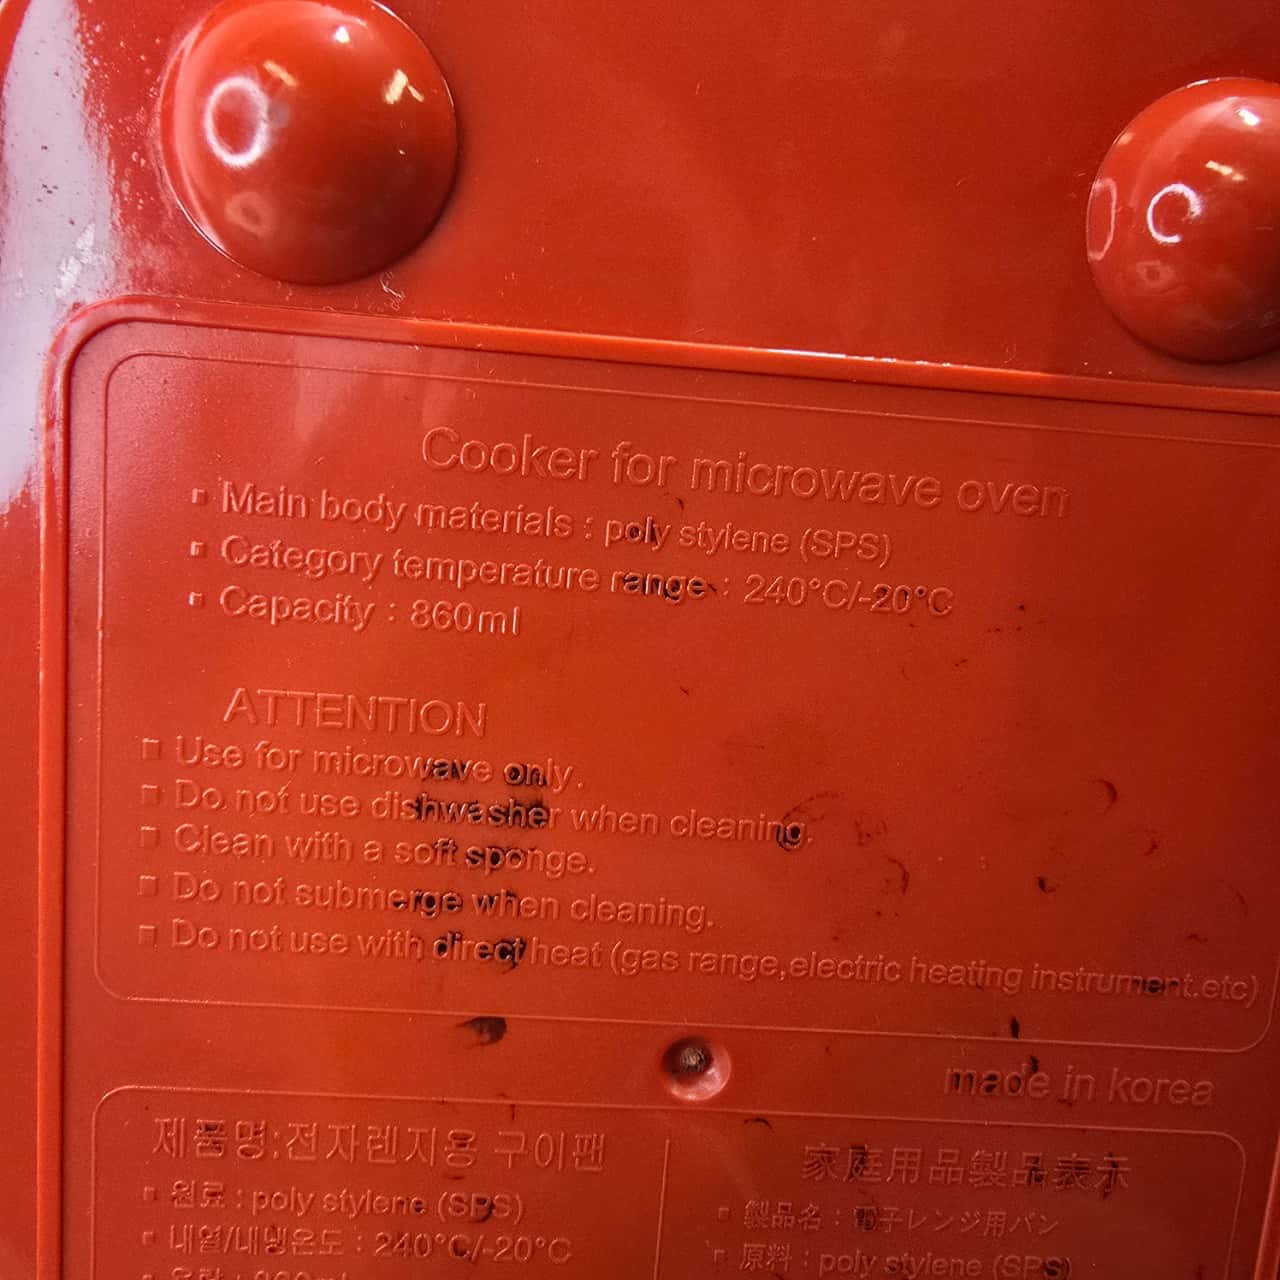 Cooker for microwave oven
▪ Main body materials : poly stylene (SPS)
▪ Category temperature range : 240°C/-20°C
▪ Capacity : 860ml
ATTENTION
▪ Use for microwave only.
▪ Do not use dishwasher when cleaning.
▪ Clean with a soft sponge.
▪ Do not submerge when cleaning.
▪ Do not use with direct heat (gas range,electric heating instrument.etc)
made in korea
제품명:전자렌지용 구이팬
▪ 원료 : poly stylene (SPS)
▪ 내열/내냉온도 : 240°C/-20°C
家庭用品製品表示
▪ 製品名 : 電子レンジ用パン
▪ 原料 : poly stylene (SPS)